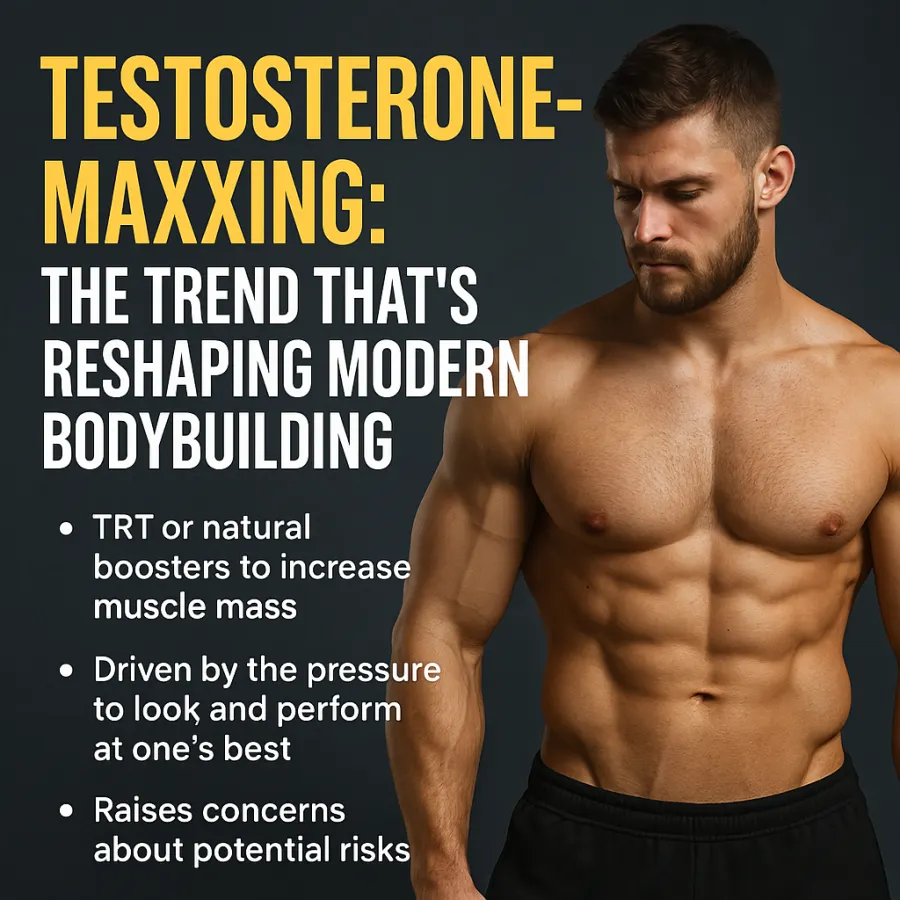 TESTOSTERONE-
MAXXING:
THE TREND THAT'S
RESHAPING MODERN
BODYBUILDING
• TRT or natural
boosters to increase
muscle mass
• Driven by the pressure
to look, and perform
at one's best
• Raises concerns
about potential risks